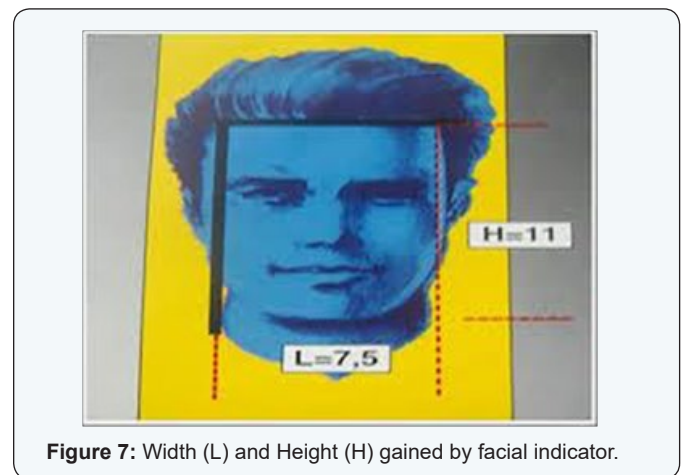 H=11
L=7,5
Figure 7: Width (L) and Height (H) gained by facial indicator.